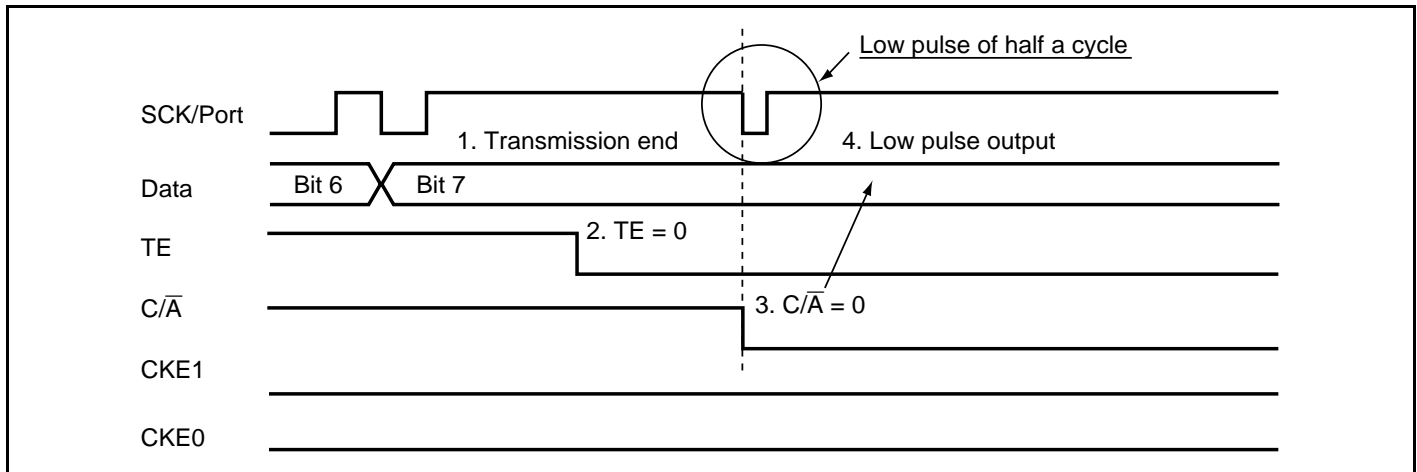 Low pulse of half a cycle
SCK/Port
1. Transmission end
4. Low pulse output
Data
Bit 6
Bit 7
TE
2. TE = 0
C/A̅
3. C/A̅ = 0
CKE1
CKE0